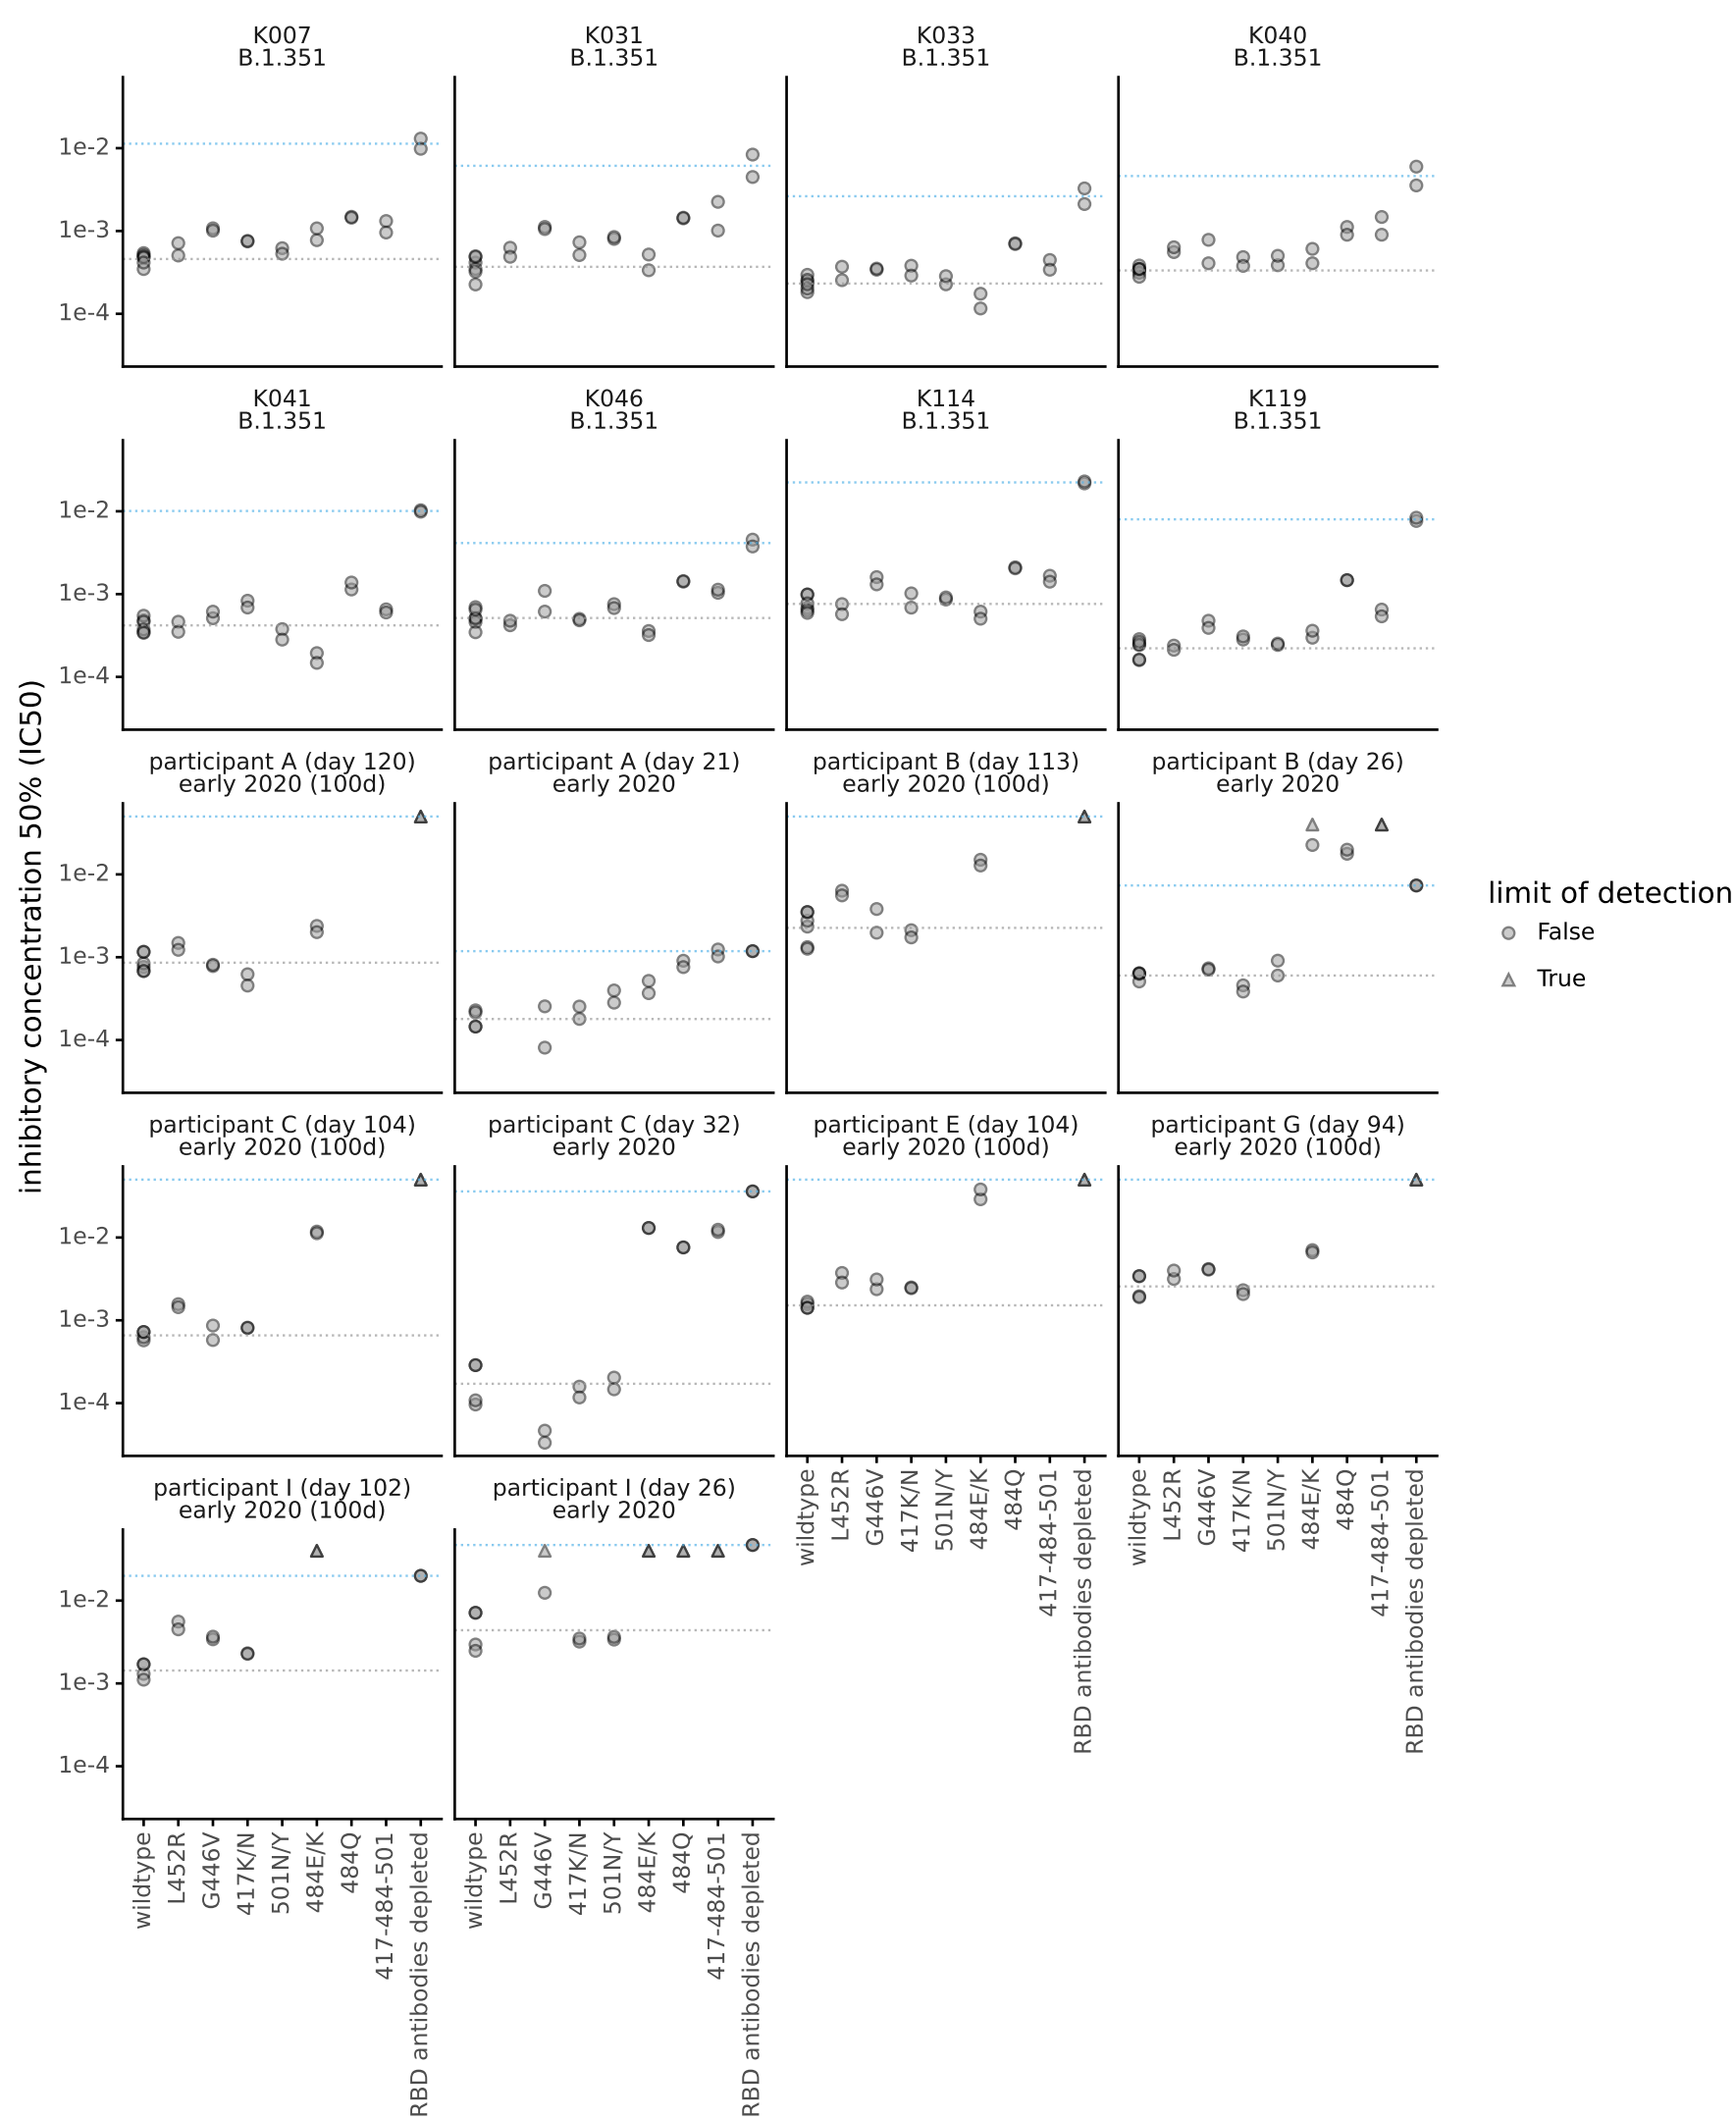 K007
B.1.351
K031
B.1.351
K033
B.1.351
K040
B.1.351
1e-2
1e-3
1e-4
K041
B.1.351
K046
B.1.351
K114
B.1.351
K119
B.1.351
1e-2
1e-3
1e-4
inhibitory concentration 50% (IC50)
participant A (day 120)
early 2020 (100d)
participant A (day 21)
early 2020
participant B (day 113)
early 2020 (100d)
participant B (day 26)
early 2020
1e-2
1e-3
1e-4
limit of detection
False
True
participant C (day 104)
early 2020 (100d)
participant C (day 32)
early 2020
participant E (day 104)
early 2020 (100d)
participant G (day 94)
early 2020 (100d)
1e-2
1e-3
1e-4
wildtype
L452R
G446V
417K/N
501N/Y
484E/K
484Q
417-484-501
RBD antibodies depleted
wildtype
L452R
G446V
417K/N
501N/Y
484E/K
484Q
417-484-501
RBD antibodies depleted
participant I (day 102)
early 2020 (100d)
participant I (day 26)
early 2020
1e-2
1e-3
1e-4
wildtype
L452R
G446V
417K/N
501N/Y
484E/K
484Q
417-484-501
RBD antibodies depleted
wildtype
L452R
G446V
417K/N
501N/Y
484E/K
484Q
417-484-501
RBD antibodies depleted